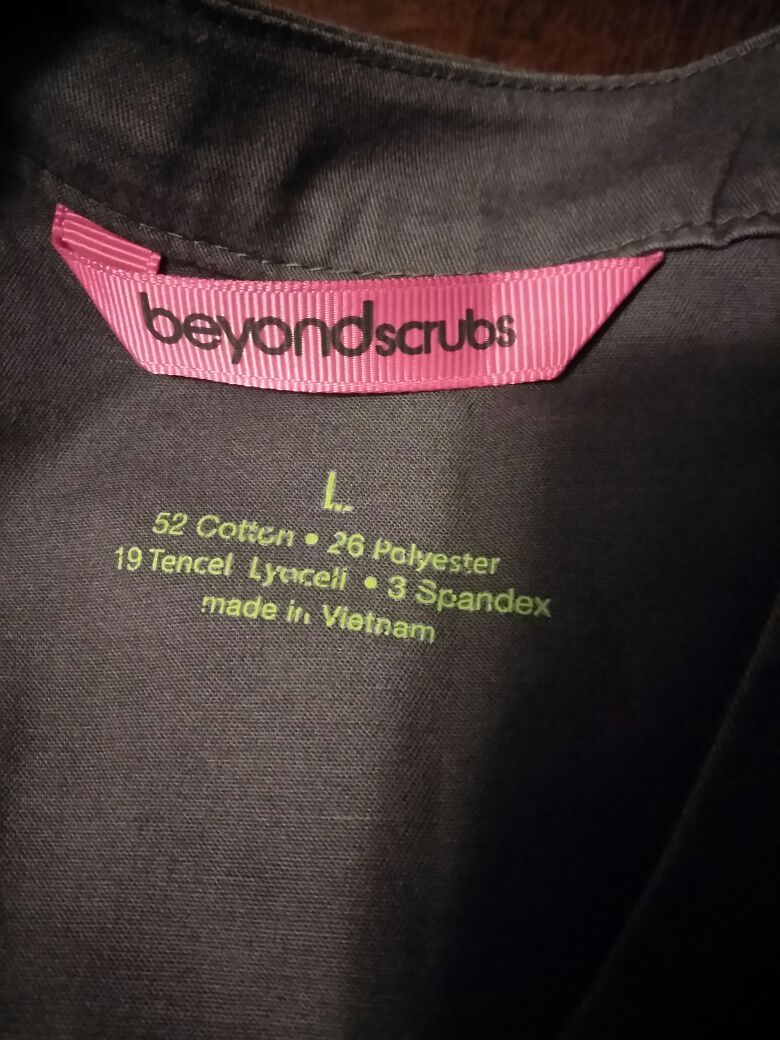 beyondscrubs
L
52 Cotton • 26 Polyester
19 Tencel Lyocell • 3 Spandex
made in Vietnam